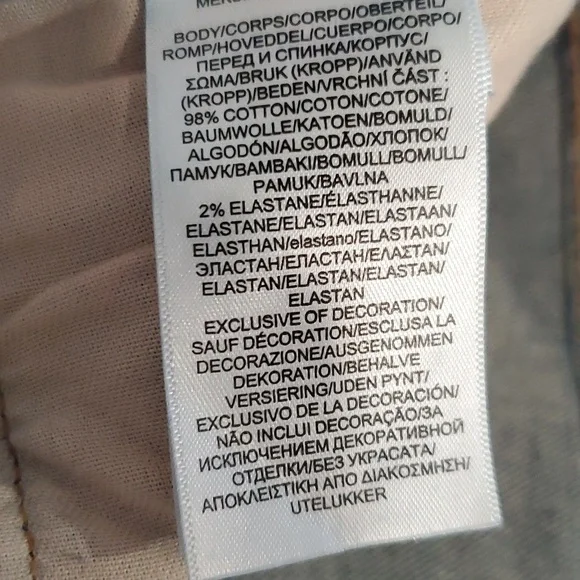 BODY/CORPS/CORPO/OBERTEIL/
ROMP/HOVEDDEL/CUERPO/CORPO/
ПЕРЕД И СПИНКА/КОРПУС/
ΣΩΜΑ/BRUK (KROPP)/ANVÄND
(KROPP)/BEDEN/VRCHNÍ ČÁST :
98% COTTON/COTON/COTONE/
BAUMWOLLE/KATOEN/BOMULD/
ALGODÓN/ALGODÃO/ХЛОПОК/
ПАМУК/ΒΑΜΒΑΚΙ/BOMULL/BOMULL/
PAMUK/BAVLNA
2% ELASTANE/ÉLASTHANNE/
ELASTANE/ELASTAN/ELASTAAN/
ELASTHAN/elastano/ELASTANO/
ЭЛАСТАН/ЕЛАСТАН/ΕΛΑΣΤΑΝ/
ELASTAN/ELASTAN/ELASTAN/
ELASTAN
EXCLUSIVE OF DECORATION/
SAUF DÉCORATION/ESCLUSA LA
DECORAZIONE/AUSGENOMMEN
DEKORATION/BEHALVE
VERSIERING/UDEN PYNT/
EXCLUSIVO DE LA DECORACIÓN/
NÃO INCLUI DECORAÇÃO/ЗА
ИСКЛЮЧЕНИЕМ ДЕКОРАТИВНОЙ
ОТДЕЛКИ/БЕЗ УКРАСАТА/
ΑΠΟΚΛΕΙΣΤΙΚΗ ΑΠΟ ΔΙΑΚΟΣΜΗΣΗ/
UTELUKKER